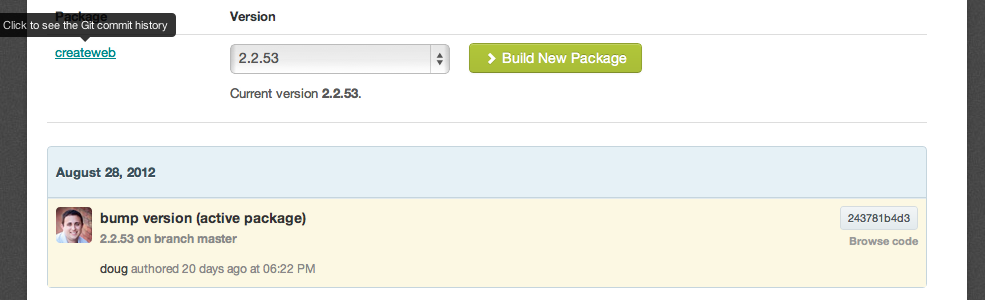 Package Version
Click to see the Git commit history
createweb
2.2.53
Build New Package
Current version 2.2.53.
August 28, 2012
bump version (active package)
243781b4d3
2.2.53 on branch master
Browse code
doug authored 20 days ago at 06:22 PM